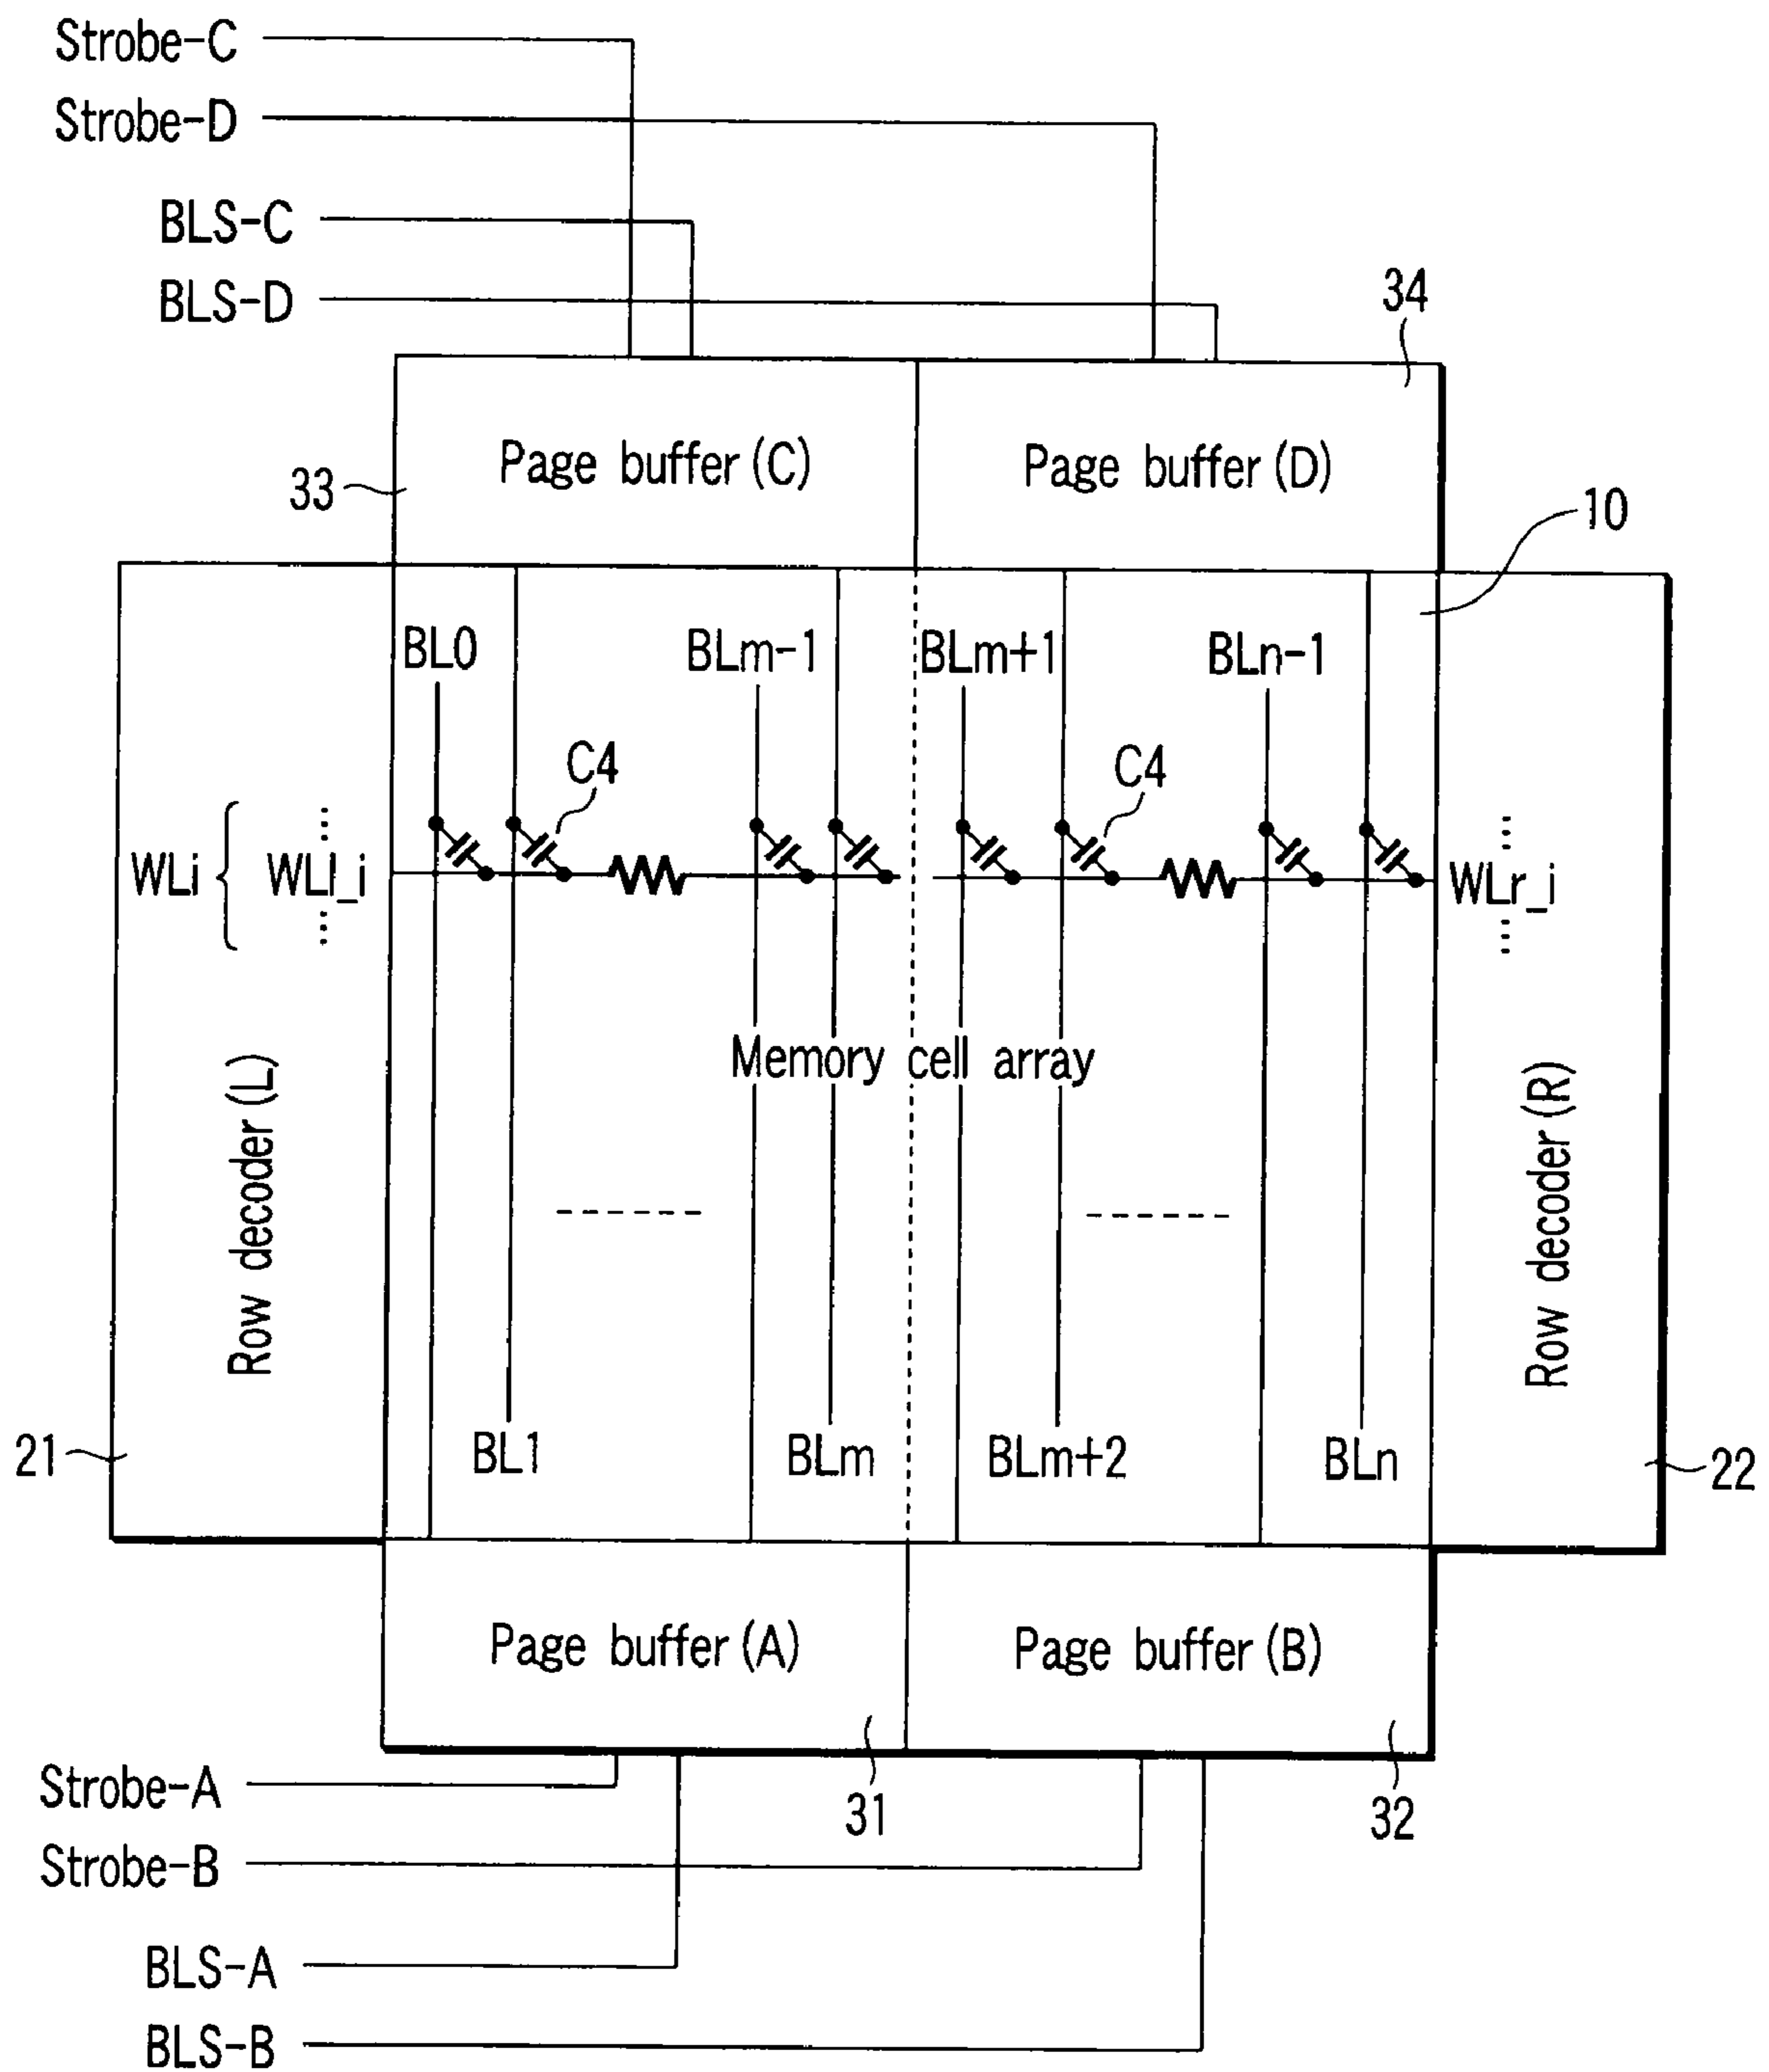 Strobe-C
Strobe-D
BLS-C
BLS-D
34
Page buffer (C)
Page buffer (D)
33
10
BL0
BLm-1
BLm+1
BLn-1
C4
C4
WLi
WLl_i
WLr_i
Memory cell array
Row decoder (L)
Row decoder (R)
21
BL1
BLm
BLm+2
BLn
22
Page buffer (A)
Page buffer (B)
31
32
Strobe-A
Strobe-B
BLS-A
BLS-B